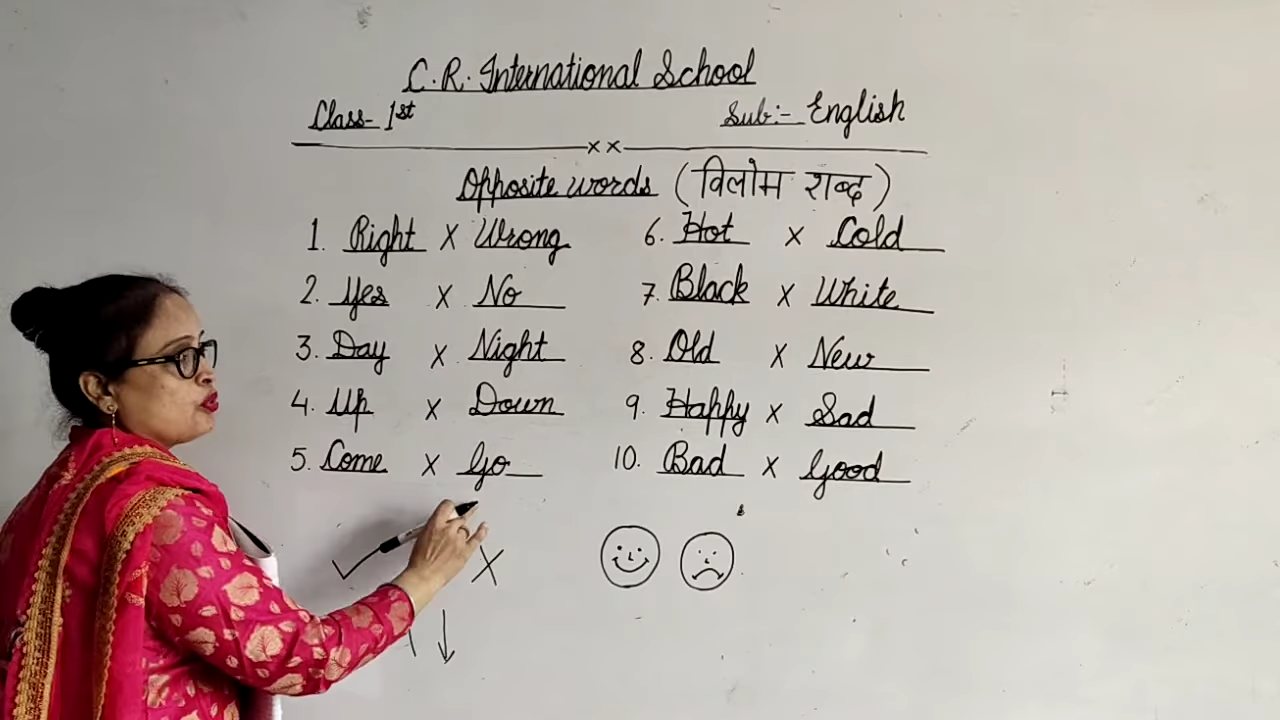 C. R. International School
Class- 1st Sub:- English
x x
Opposite words (विलोम शब्द)
1. Right X Wrong
2. Yes X No
3. Day X Night
4. Up X Down
5. Come X Go
6. Hot X Cold
7. Black X White
8. Old X New
9. Happy X Sad
10. Bad X Good